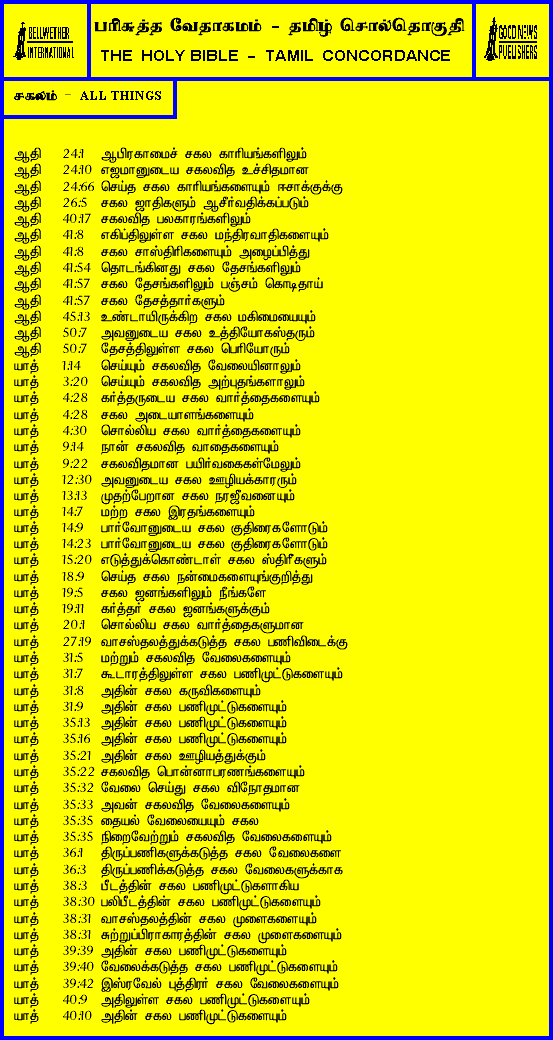 BELLWETHER INTERNATIONAL
பரிசுத்த வேதாகமம் - தமிழ் சொல்தொகுதி
THE HOLY BIBLE - TAMIL CONCORDANCE
GOOD NEWS PUBLISHERS
சகலம் - ALL THINGS
ஆதி 24:1 ஆபிரகாமைச் சகல காரியங்களிலும்
ஆதி 24:10 எஜமானுடைய சகலவித உச்சிதமான
ஆதி 24:66 செய்த சகல காரியங்களையும் ஈசாக்குக்கு
ஆதி 26:5 சகல ஜாதிகளும் ஆசீர்வதிக்கப்படும்
ஆதி 40:17 சகலவித பலகாரங்களிலும்
ஆதி 41:8 எகிப்திலுள்ள சகல மந்திரவாதிகளையும்
ஆதி 41:8 சகல சாஸ்திரிகளையும் அழைப்பித்து
ஆதி 41:54 தொடங்கினது சகல தேசங்களிலும்
ஆதி 41:57 சகல தேசங்களிலும் பஞ்சம் கொடிதாய்
ஆதி 41:57 சகல தேசத்தார்களும்
ஆதி 45:13 உண்டாயிருக்கிற சகல மகிமையையும்
ஆதி 50:7 அவனுடைய சகல உத்தியோகஸ்தரும்
ஆதி 50:7 தேசத்திலுள்ள சகல பெரியோரும்
யாத் 1:14 செய்யும் சகலவித வேலையினாலும்
யாத் 3:20 செய்யும் சகலவித அற்புதங்களாலும்
யாத் 4:28 கர்த்தருடைய சகல வார்த்தைகளையும்
யாத் 4:28 சகல அடையாளங்களையும்
யாத் 4:30 சொல்லிய சகல வார்த்தைகளையும்
யாத் 9:14 நான் சகலவித வாதைகளையும்
யாத் 9:22 சகலவிதமான பயிர்வகைகள்மேலும்
யாத் 12:30 அவனுடைய சகல ஊழியக்காரரும்
யாத் 13:13 முதற்பேறான சகல நரஜீவனையும்
யாத் 14:7 மற்ற சகல இரதங்களையும்
யாத் 14:9 பார்வோனுடைய சகல குதிரைகளோடும்
யாத் 14:23 பார்வோனுடைய சகல குதிரைகளோடும்
யாத் 15:20 எடுத்துக்கொண்டாள் சகல ஸ்திரீகளும்
யாத் 18:9 செய்த சகல நன்மைகளையுங்குறித்து
யாத் 19:5 சகல ஜனங்களிலும் நீங்களே
யாத் 19:11 கர்த்தர் சகல ஜனங்களுக்கும்
யாத் 20:1 சொல்லிய சகல வார்த்தைகளுமான
யாத் 27:19 வாசஸ்தலத்துக்கடுத்த சகல பணிவிடைக்கு
யாத் 31:5 மற்றும் சகலவித வேலைகளையும்
யாத் 31:7 கூடாரத்திலுள்ள சகல பணிமுட்டுகளையும்
யாத் 31:8 அதின் சகல கருவிகளையும்
யாத் 31:9 அதின் சகல பணிமுட்டுகளையும்
யாத் 35:13 அதின் சகல பணிமுட்டுகளையும்
யாத் 35:16 அதின் சகல பணிமுட்டுகளையும்
யாத் 35:21 அதின் சகல ஊழியத்துக்கும்
யாத் 35:22 சகலவித பொன்னாபரணங்களையும்
யாத் 35:32 வேலை செய்து சகல விநோதமான
யாத் 35:33 அவன் சகலவித வேலைகளையும்
யாத் 35:35 தையல் வேலையையும் சகல
யாத் 35:35 நிறைவேற்றும் சகலவித வேலைகளையும்
யாத் 36:1 திருப்பணிகளுக்கடுத்த சகல வேலைகளை
யாத் 36:3 திருப்பணிக்கடுத்த சகல வேலைகளுக்காக
யாத் 38:3 பீடத்தின் சகல பணிமுட்டுகளாகிய
யாத் 38:30 பலிபீடத்தின் சகல பணிமுட்டுகளையும்
யாத் 38:31 வாசஸ்தலத்தின் சகல முளைகளையும்
யாத் 38:31 சுற்றுப்பிராகாரத்தின் சகல முளைகளையும்
யாத் 39:39 அதின் சகல பணிமுட்டுகளையும்
யாத் 39:40 வேலைக்கடுத்த சகல பணிமுட்டுகளையும்
யாத் 39:42 இஸ்ரவேல் புத்திரர் சகல வேலைகளையும்
யாத் 40:9 அதிலுள்ள சகல பணிமுட்டுகளையும்
யாத் 40:10 அதின் சகல பணிமுட்டுகளையும்